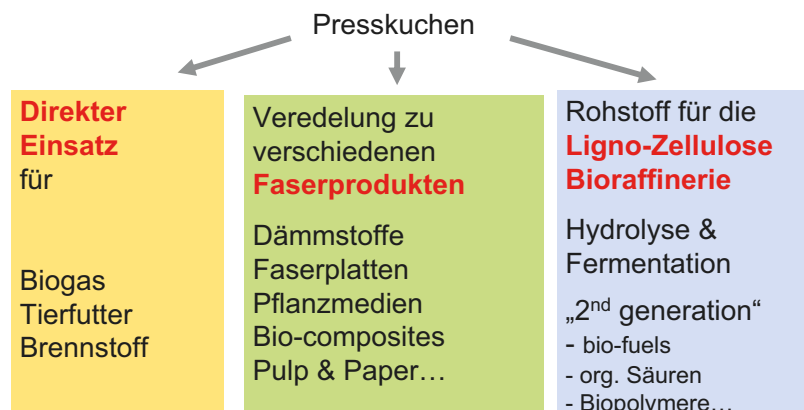 Presskuchen
Direkter
Einsatz
für
Biogas
Tierfutter
Brennstoff
Veredelung zu
verschiedenen
Faserprodukten
Dämmstoffe
Faserplatten
Pflanzmedien
Bio-composites
Pulp & Paper…
Rohstoff für die
Ligno-Zellulose
Bioraffinerie
Hydrolyse &
Fermentation
„2nd generation“
- bio-fuels
- org. Säuren
- Biopolymere…